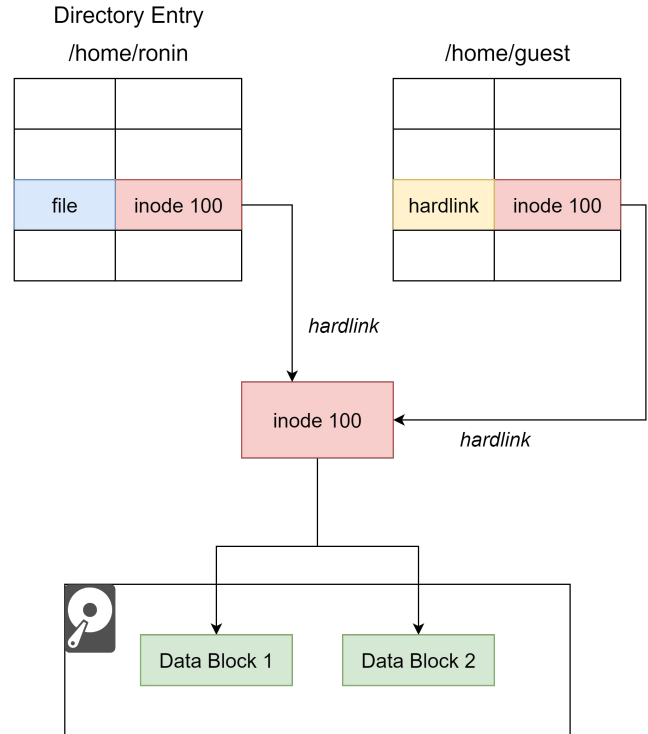 Directory Entry
/home/ronin
/home/guest
file
inode 100
hardlink
inode 100
hardlink
inode 100
hardlink
Data Block 1
Data Block 2